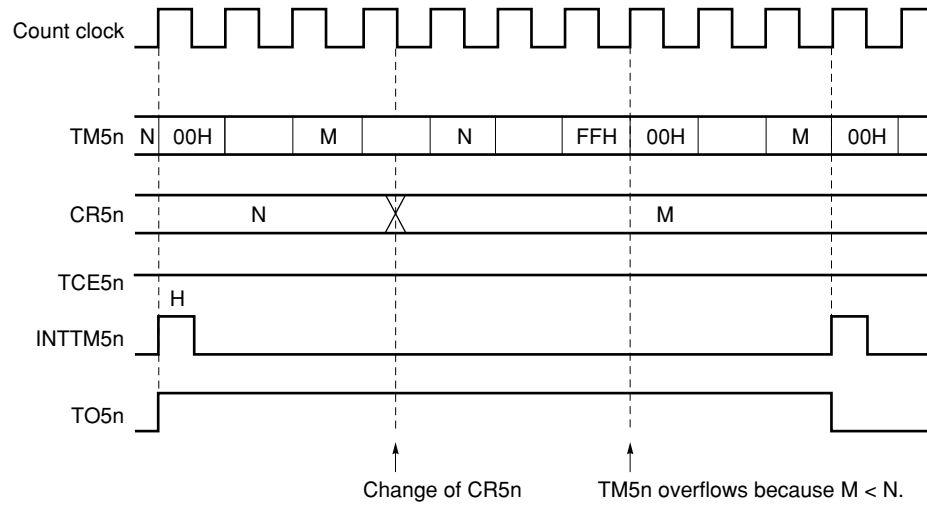 Count clock
TM5n N 00H M N FFH 00H M 00H
CR5n N M
TCE5n
H
INTTM5n
TO5n
Change of CR5n TM5n overflows because M < N.